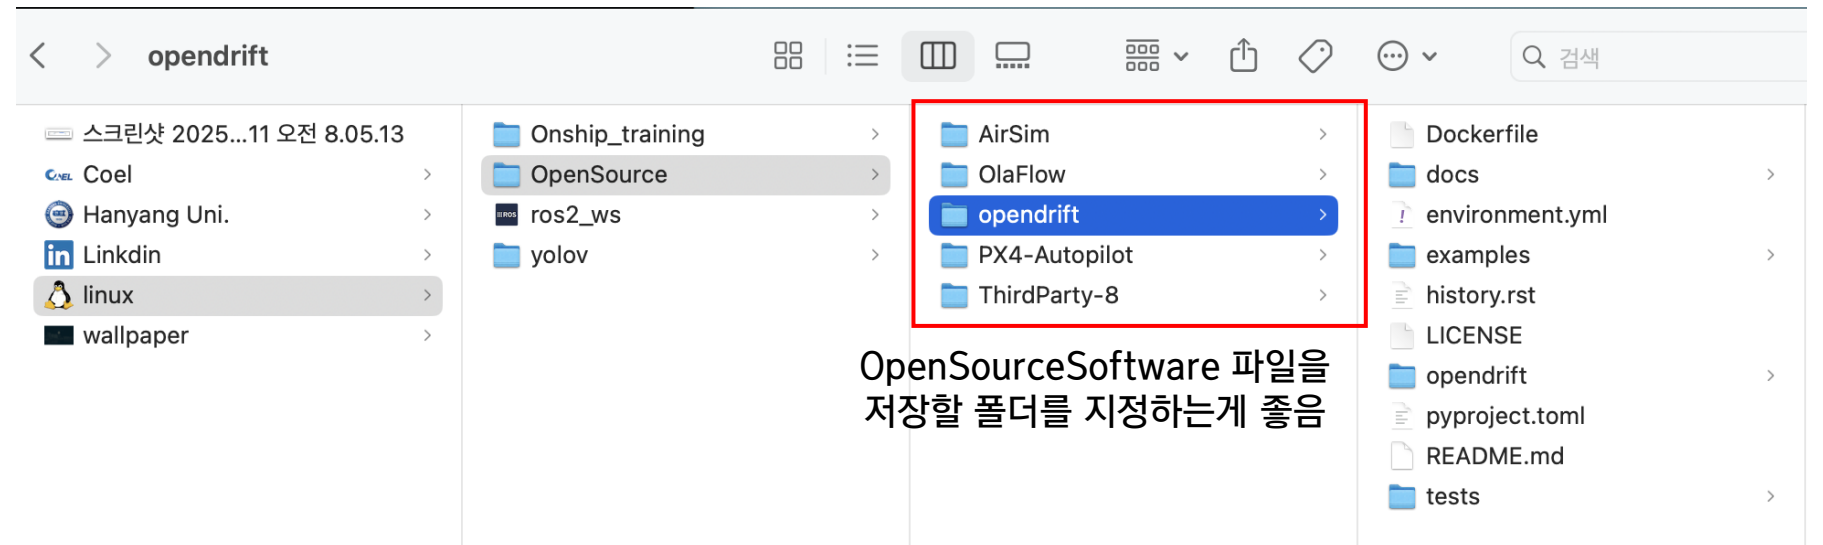 opendrift
검색
스크린샷 2025...11 오전 8.05.13
Coel
Hanyang Uni.
Linkdin
linux
wallpaper
Onship_training
OpenSource
ros2_ws
yolov
AirSim
OlaFlow
opendrift
PX4-Autopilot
ThirdParty-8
OpenSourceSoftware 파일을
저장할 폴더를 지정하는게 좋음
Dockerfile
docs
environment.yml
examples
history.rst
LICENSE
opendrift
pyproject.toml
README.md
tests